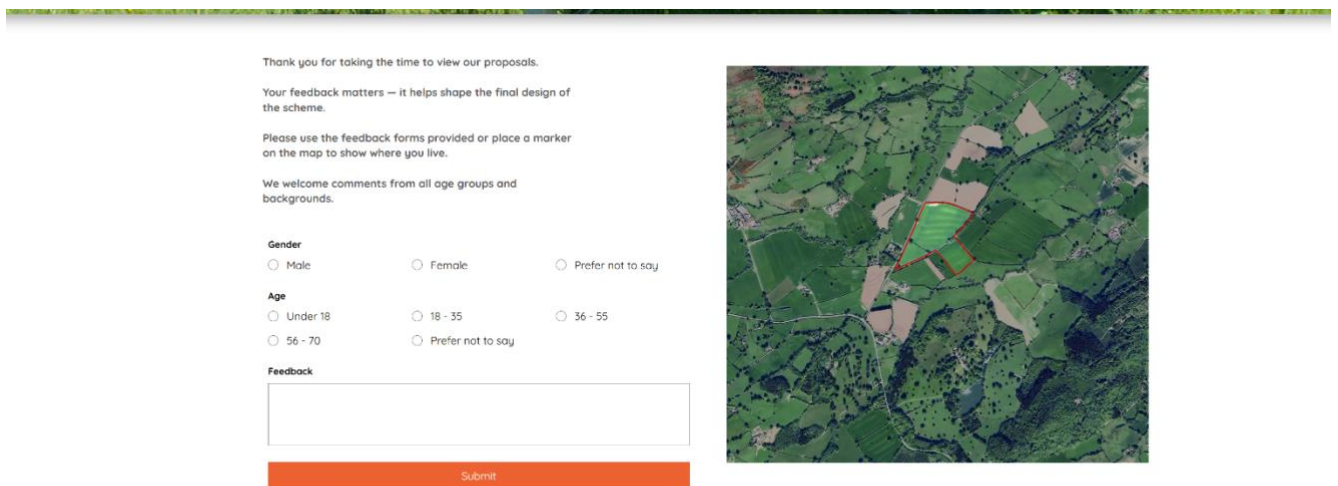 Thank you for taking the time to view our proposals.
Your feedback matters — it helps shape the final design of
the scheme.
Please use the feedback forms provided or place a marker
on the map to show where you live.
We welcome comments from all age groups and
backgrounds.
Gender
Male
Female
Prefer not to say
Age
Under 18
18 - 35
36 - 55
56 - 70
Prefer not to say
Feedback
Submit